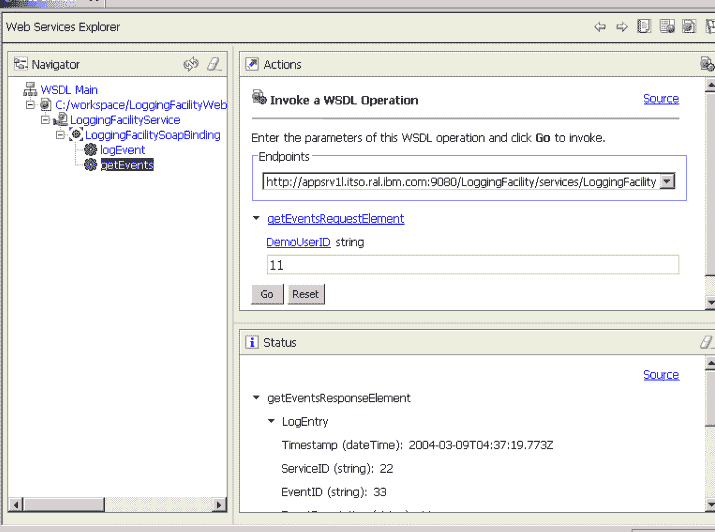 Web Services Explorer
Navigator
WSDL Main
C:/workspace/LoggingFacilityWeb
LoggingFacilityService
LoggingFacilitySoapBinding
logEvent
getEvents
Actions
Invoke a WSDL Operation
Source
Enter the parameters of this WSDL operation and click Go to invoke.
Endpoints
http://appsrv1l.itso.ral.ibm.com:9080/LoggingFacility/services/LoggingFacility
getEventsRequestElement
DemoUserID string
11
Go Reset
Status
Source
getEventsResponseElement
LogEntry
Timestamp (dateTime): 2004-03-09T04:37:19.773Z
ServiceID (string): 22
EventID (string): 33